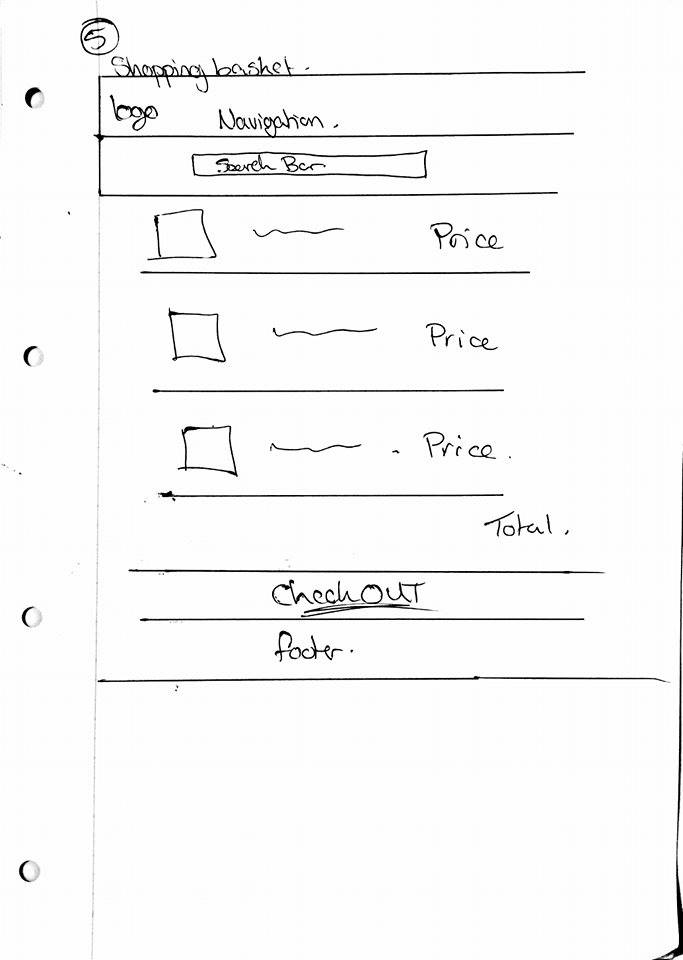 5
Shopping basket.
logo Navigation.
Search Bar
Price
Price
Price.
Total.
CheckOUT
footer.